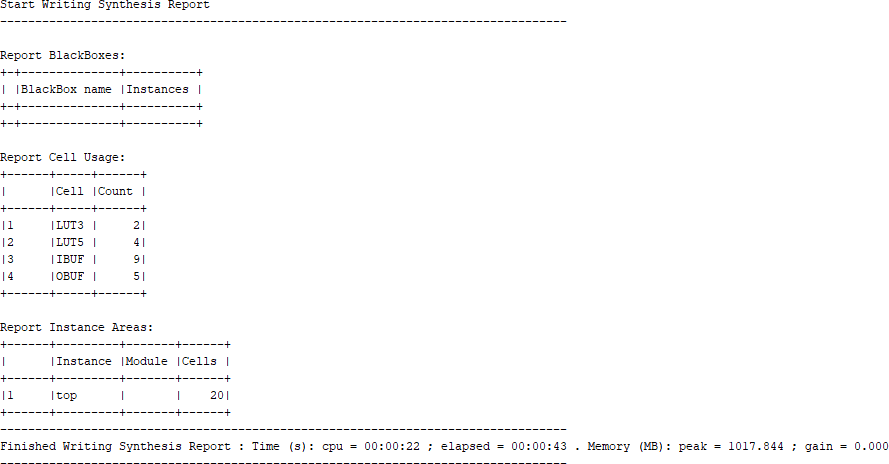 Start Writing Synthesis Report
---------------------------------------------------------------------------------

Report BlackBoxes:
+-+--------------+----------+
| |BlackBox name |Instances |
+-+--------------+----------+
+-+--------------+----------+

Report Cell Usage:
+------+-----+------+
|      |Cell |Count |
+------+-----+------+
|1     |LUT3 |     2|
|2     |LUT5 |     4|
|3     |IBUF |     9|
|4     |OBUF |     5|
+------+-----+------+

Report Instance Areas:
+------+---------+-------+------+
|      |Instance |Module |Cells |
+------+---------+-------+------+
|1     |top      |       |    20|
+------+---------+-------+------+
---------------------------------------------------------------------------------
Finished Writing Synthesis Report : Time (s): cpu = 00:00:22 ; elapsed = 00:00:43 . Memory (MB): peak = 1017.844 ; gain = 0.000
---------------------------------------------------------------------------------